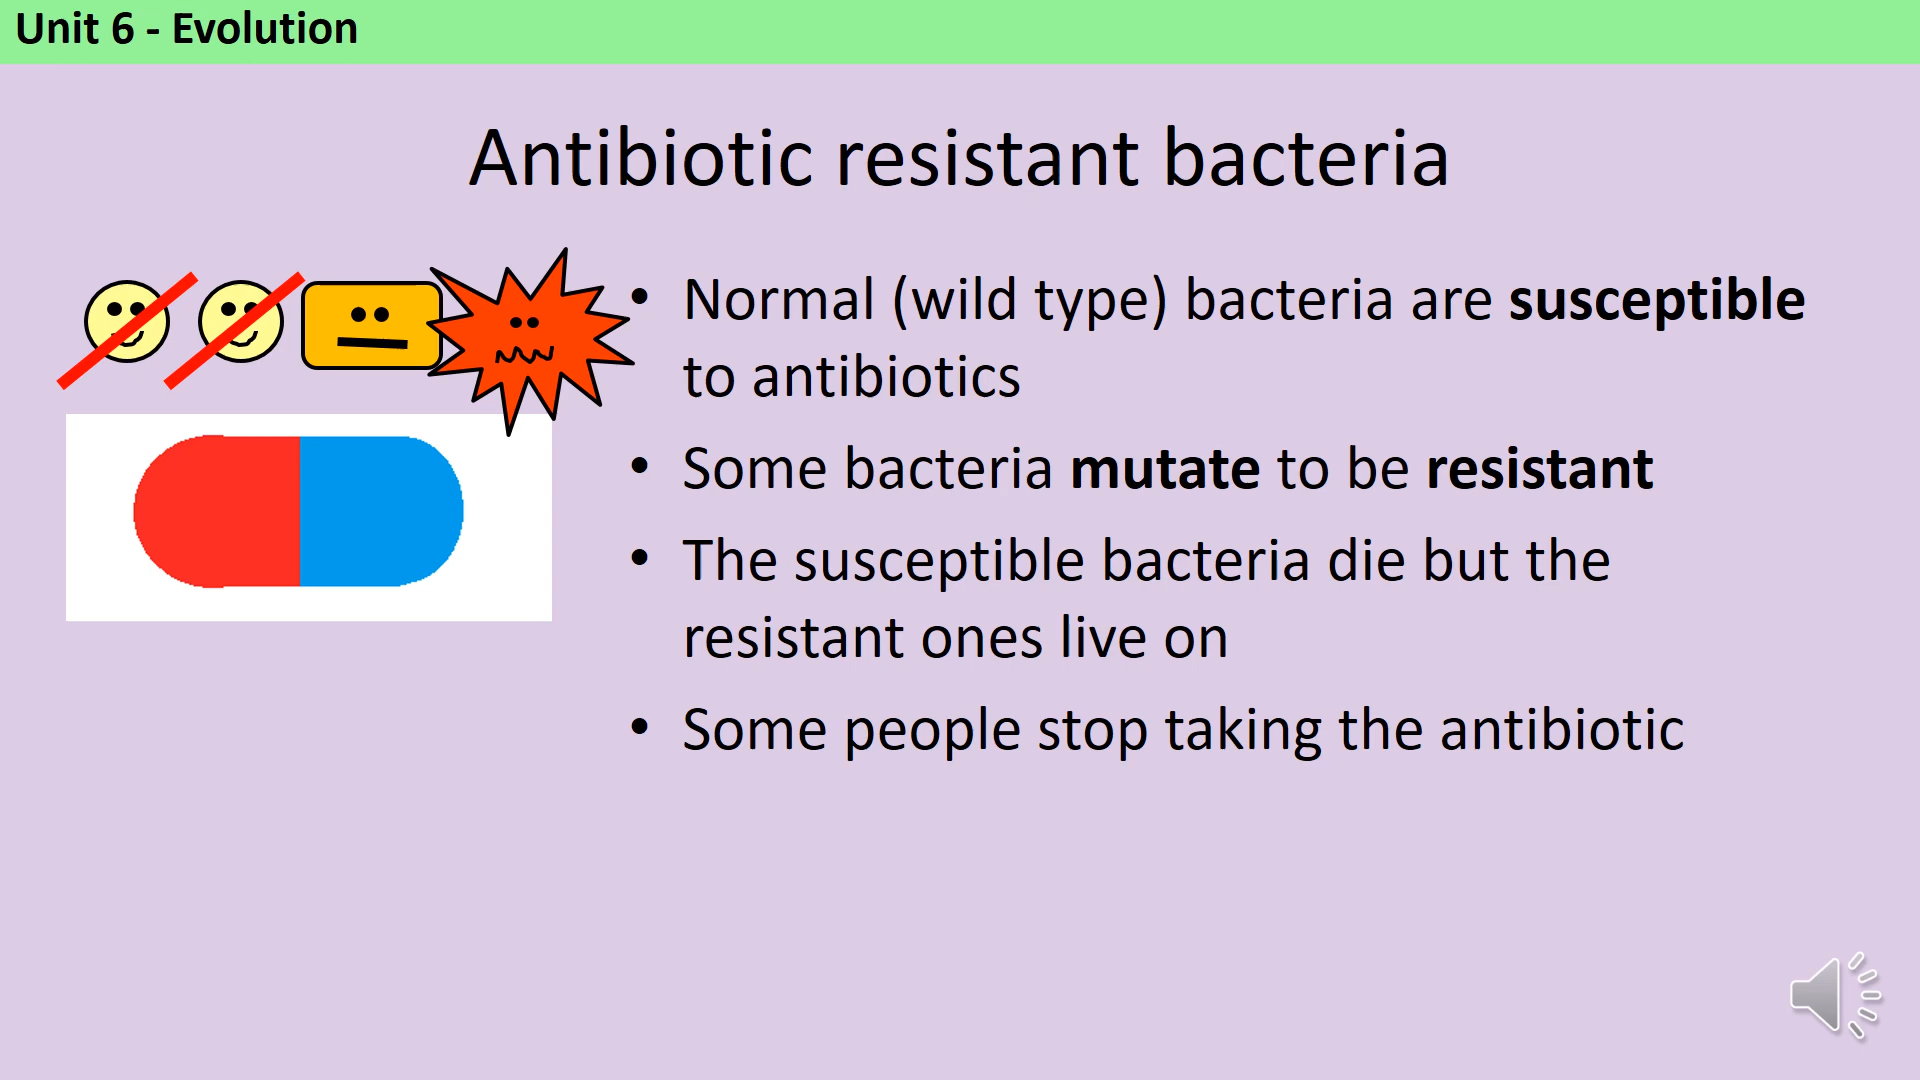 Unit 6 - Evolution
Antibiotic resistant bacteria
• Normal (wild type) bacteria are susceptible
to antibiotics
• Some bacteria mutate to be resistant
• The susceptible bacteria die but the
resistant ones live on
• Some people stop taking the antibiotic